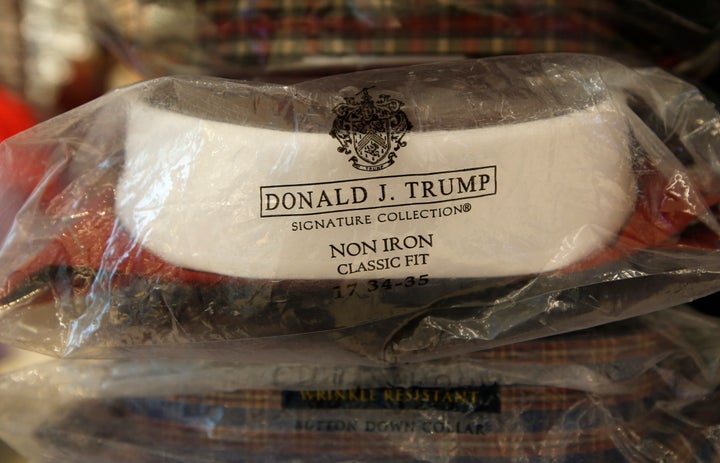 DONALD J. TRUMP
SIGNATURE COLLECTION®
NON IRON
CLASSIC FIT
17 34-35
WRINKLE RESISTANT
BUTTON DOWN COLLAR